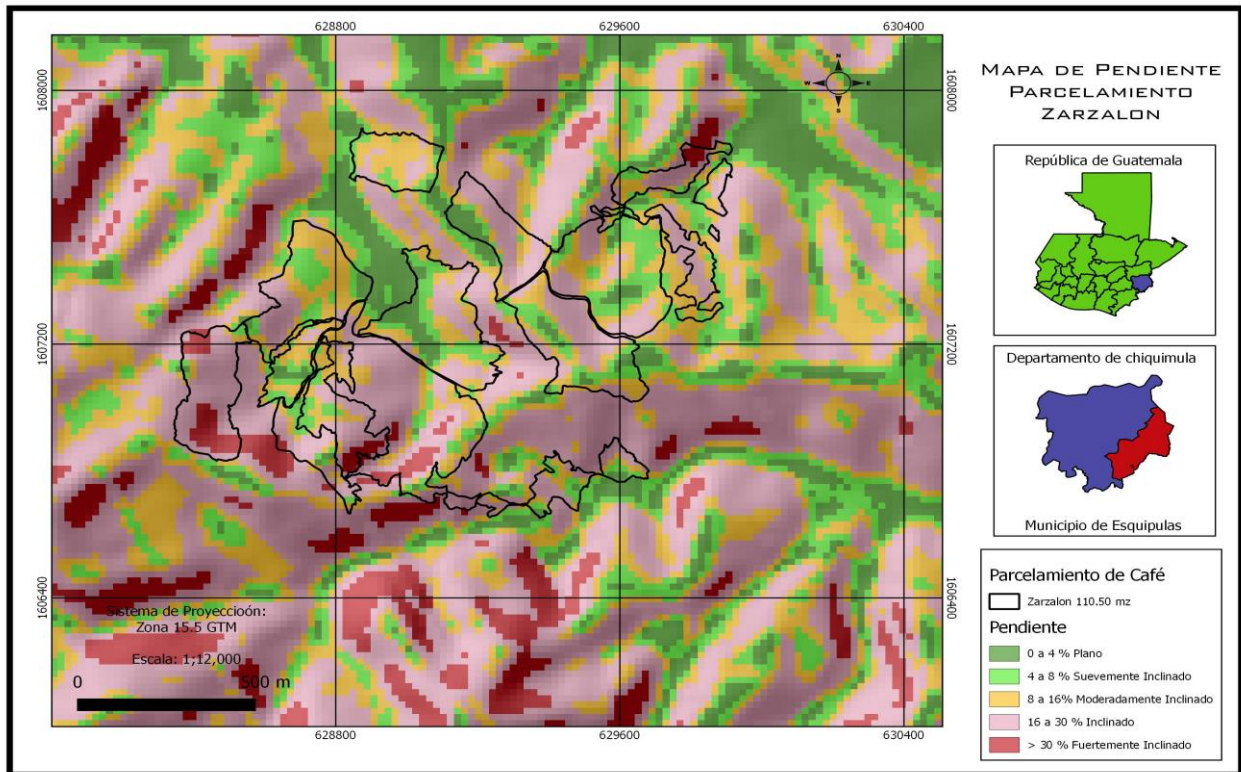 628800 629600 630400
1608000 1608000
N
W E
S
1607200 1607200
1606400 1606400
Sistema de Proyeccioón:
Zona 15.5 GTM
Escala: 1;12,000
0 500 m
628800 629600 630400
MAPA DE PENDIENTE
PARCELAMIENTO
ZARZALON
República de Guatemala
Departamento de chiquimula
Municipio de Esquipulas
Parcelamiento de Café
Zarzalon 110.50 mz
Pendiente
0 a 4 % Plano
4 a 8 % Suevemente Inclinado
8 a 16% Moderadamente Inclinado
16 a 30 % Inclinado
> 30 % Fuertemente Inclinado